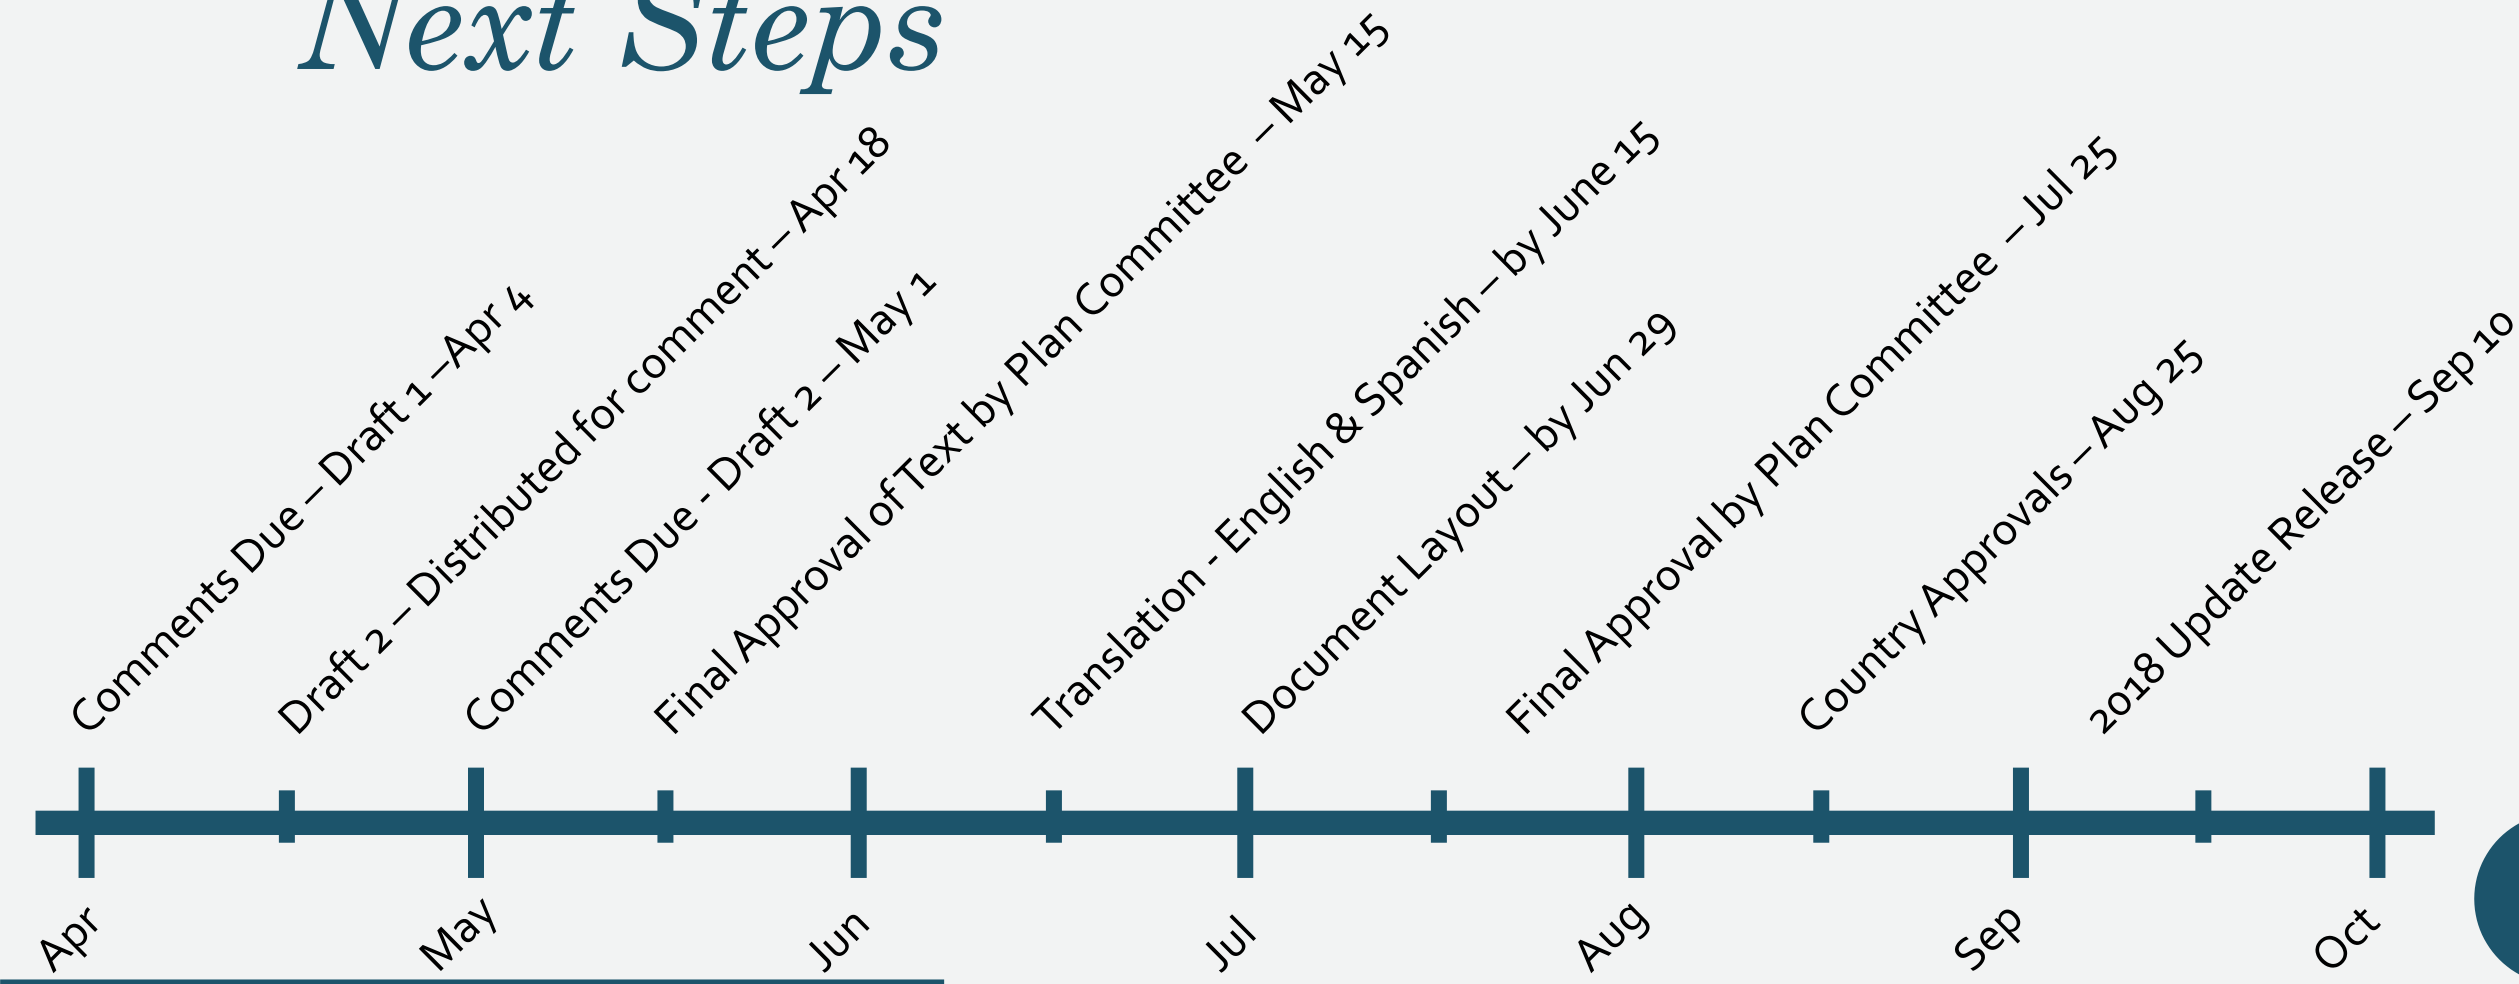 Next Steps
Comments Due – Draft 1 –Apr 4
Draft 2 – Distributed for comment – Apr 18
Comments Due - Draft 2 – May 1
Final Approval of Text by Plan Committee – May 15
Translation - English & Spanish – by June 15
Document Layout – by Jun 29
Final Approval by Plan Committee –Jul 25
Country Approvals – Aug 25
2018 Update Release – Sep 10
Apr
May
Jun
Jul
Aug
Sep
Oct